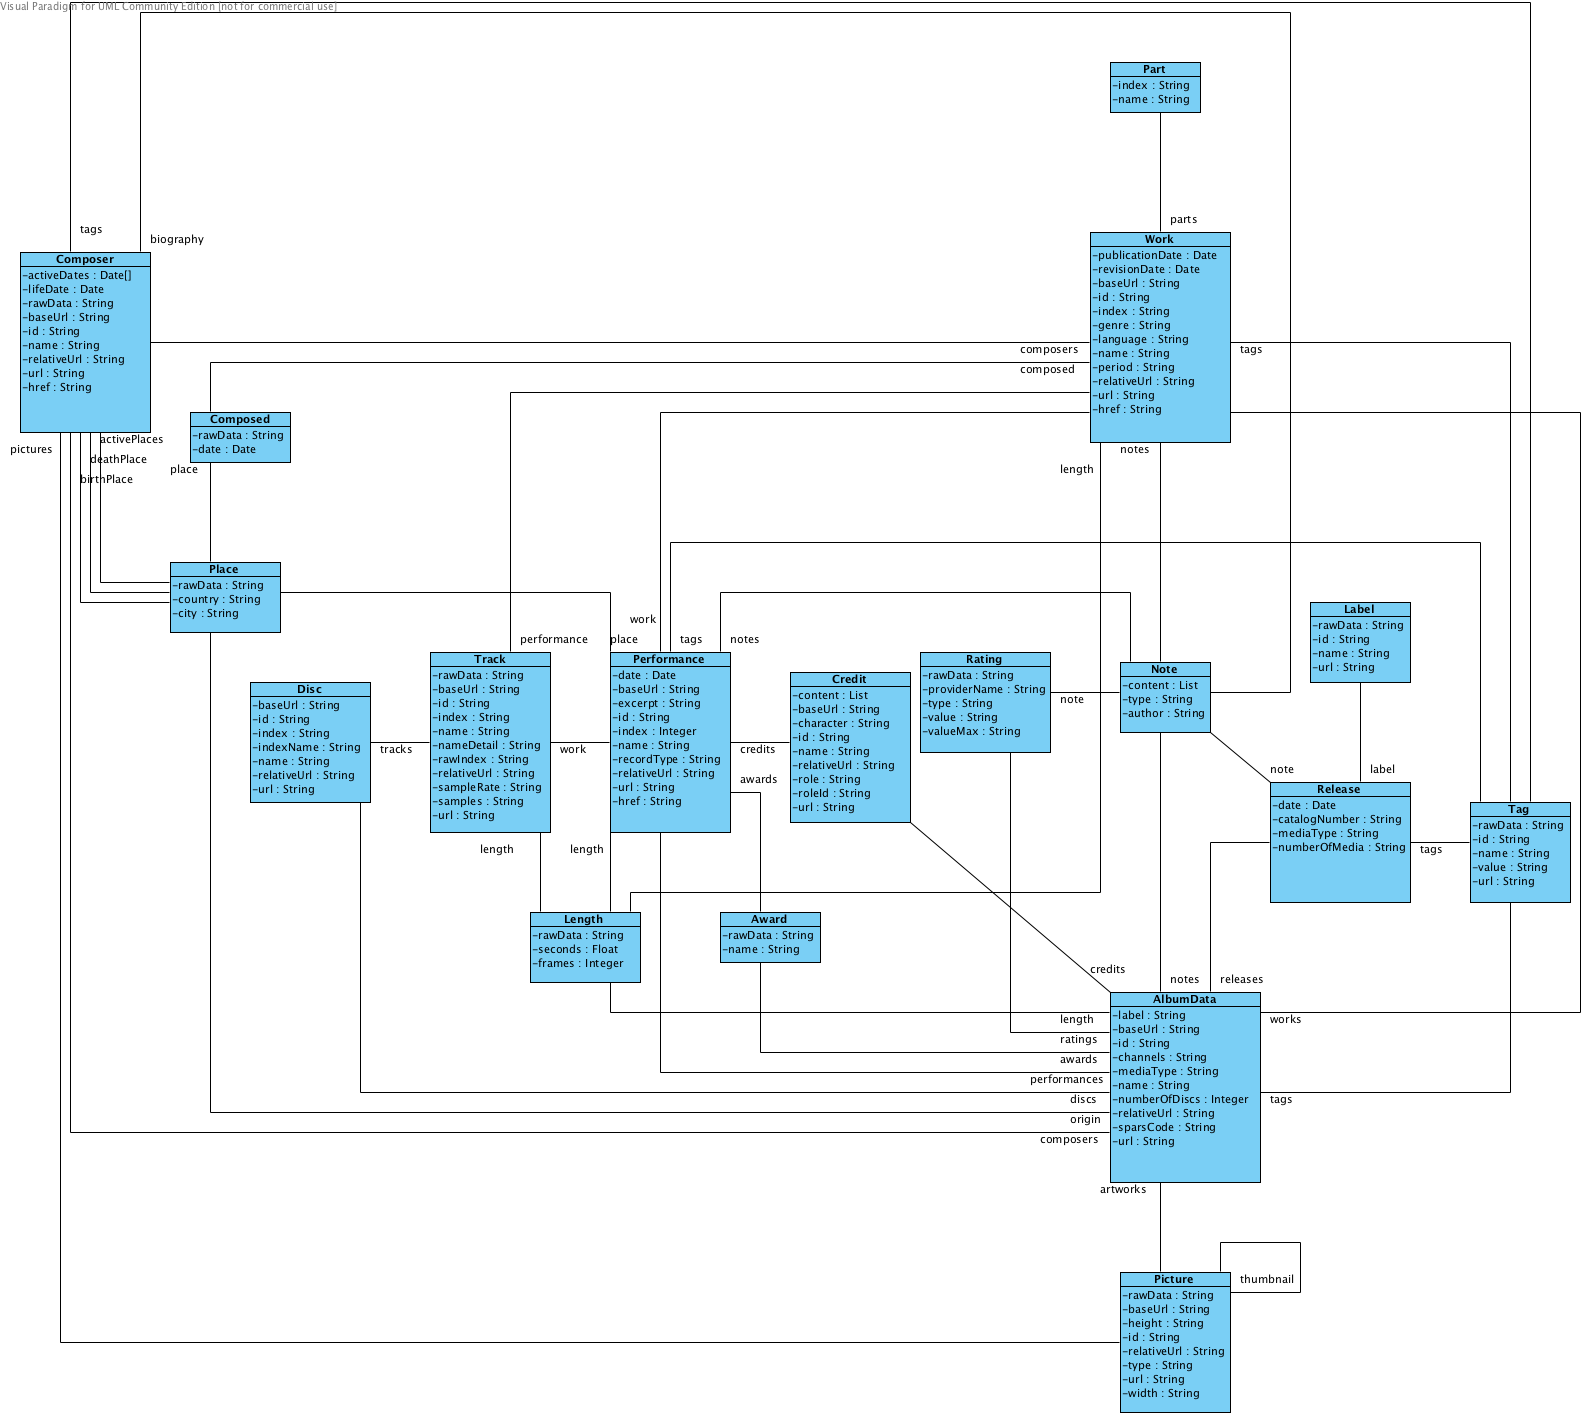 Visual Paradigm for UML Community Edition [not for commercial use]
Part
-index : String
-name : String
parts
tags
biography
Composer
-activeDates : Date[]
-lifeDate : Date
-rawData : String
-baseUrl : String
-id : String
-name : String
-relativeUrl : String
-url : String
-href : String
Work
-publicationDate : Date
-revisionDate : Date
-baseUrl : String
-id : String
-index : String
-genre : String
-language : String
-name : String
-period : String
-relativeUrl : String
-url : String
-href : String
composers
composed
tags
Composed
-rawData : String
-date : Date
pictures
activePlaces
deathPlace
birthPlace
place
notes
length
Place
-rawData : String
-country : String
-city : String
work
performance
place
tags
notes
Label
-rawData : String
-id : String
-name : String
-url : String
Disc
-baseUrl : String
-id : String
-index : String
-indexName : String
-name : String
-relativeUrl : String
-url : String
tracks
Track
-rawData : String
-baseUrl : String
-id : String
-index : String
-name : String
-nameDetail : String
-rawIndex : String
-relativeUrl : String
-sampleRate : String
-samples : String
-url : String
work
Performance
-date : Date
-baseUrl : String
-excerpt : String
-id : String
-index : Integer
-name : String
-recordType : String
-relativeUrl : String
-url : String
-href : String
credits
awards
Credit
-content : List
-baseUrl : String
-character : String
-id : String
-name : String
-relativeUrl : String
-role : String
-roleId : String
-url : String
Rating
-rawData : String
-providerName : String
-type : String
-value : String
-valueMax : String
note
Note
-content : List
-type : String
-author : String
note
label
Release
-date : Date
-catalogNumber : String
-mediaType : String
-numberOfMedia : String
tags
Tag
-rawData : String
-id : String
-name : String
-value : String
-url : String
length
length
Length
-rawData : String
-seconds : Float
-frames : Integer
Award
-rawData : String
-name : String
credits
notes
releases
AlbumData
-label : String
-baseUrl : String
-id : String
-channels : String
-mediaType : String
-name : String
-numberOfDiscs : Integer
-relativeUrl : String
-sparsCode : String
-url : String
length
ratings
awards
performances
discs
origin
composers
works
tags
artworks
thumbnail
Picture
-rawData : String
-baseUrl : String
-height : String
-id : String
-relativeUrl : String
-type : String
-url : String
-width : String